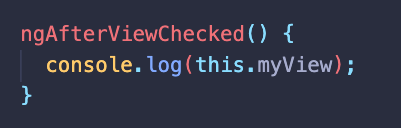 ngAfterViewChecked() {
  console.log(this.myView);
}